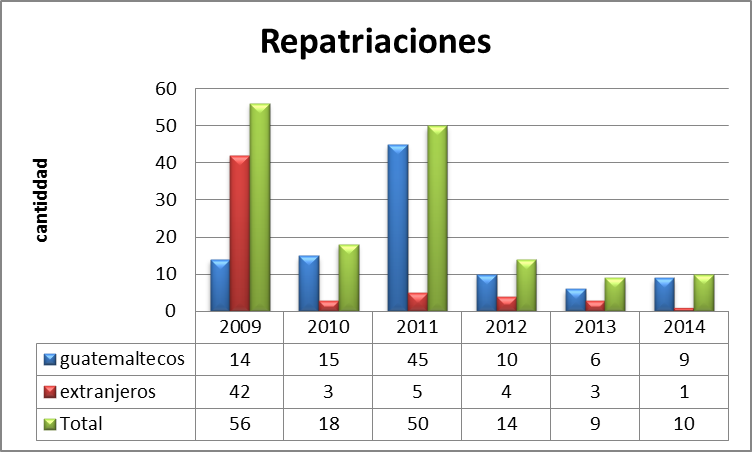 Repatriaciones
cantiddad
60
50
40
30
20
10
0
2009 2010 2011 2012 2013 2014
guatemaltecos 14 15 45 10 6 9
extranjeros 42 3 5 4 3 1
Total 56 18 50 14 9 10